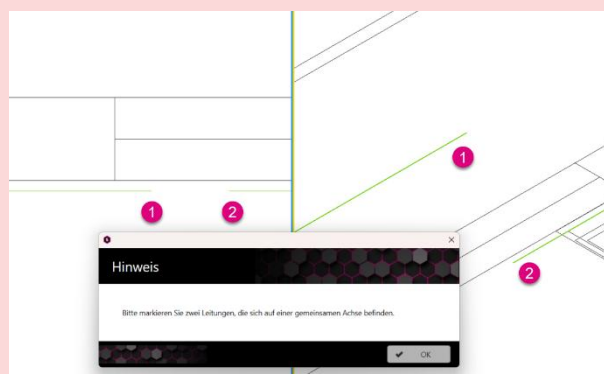 1
1
2
2
Hinweis
Bitte markieren Sie zwei Leitungen, die sich auf einer gemeinsamen Achse befinden.
OK